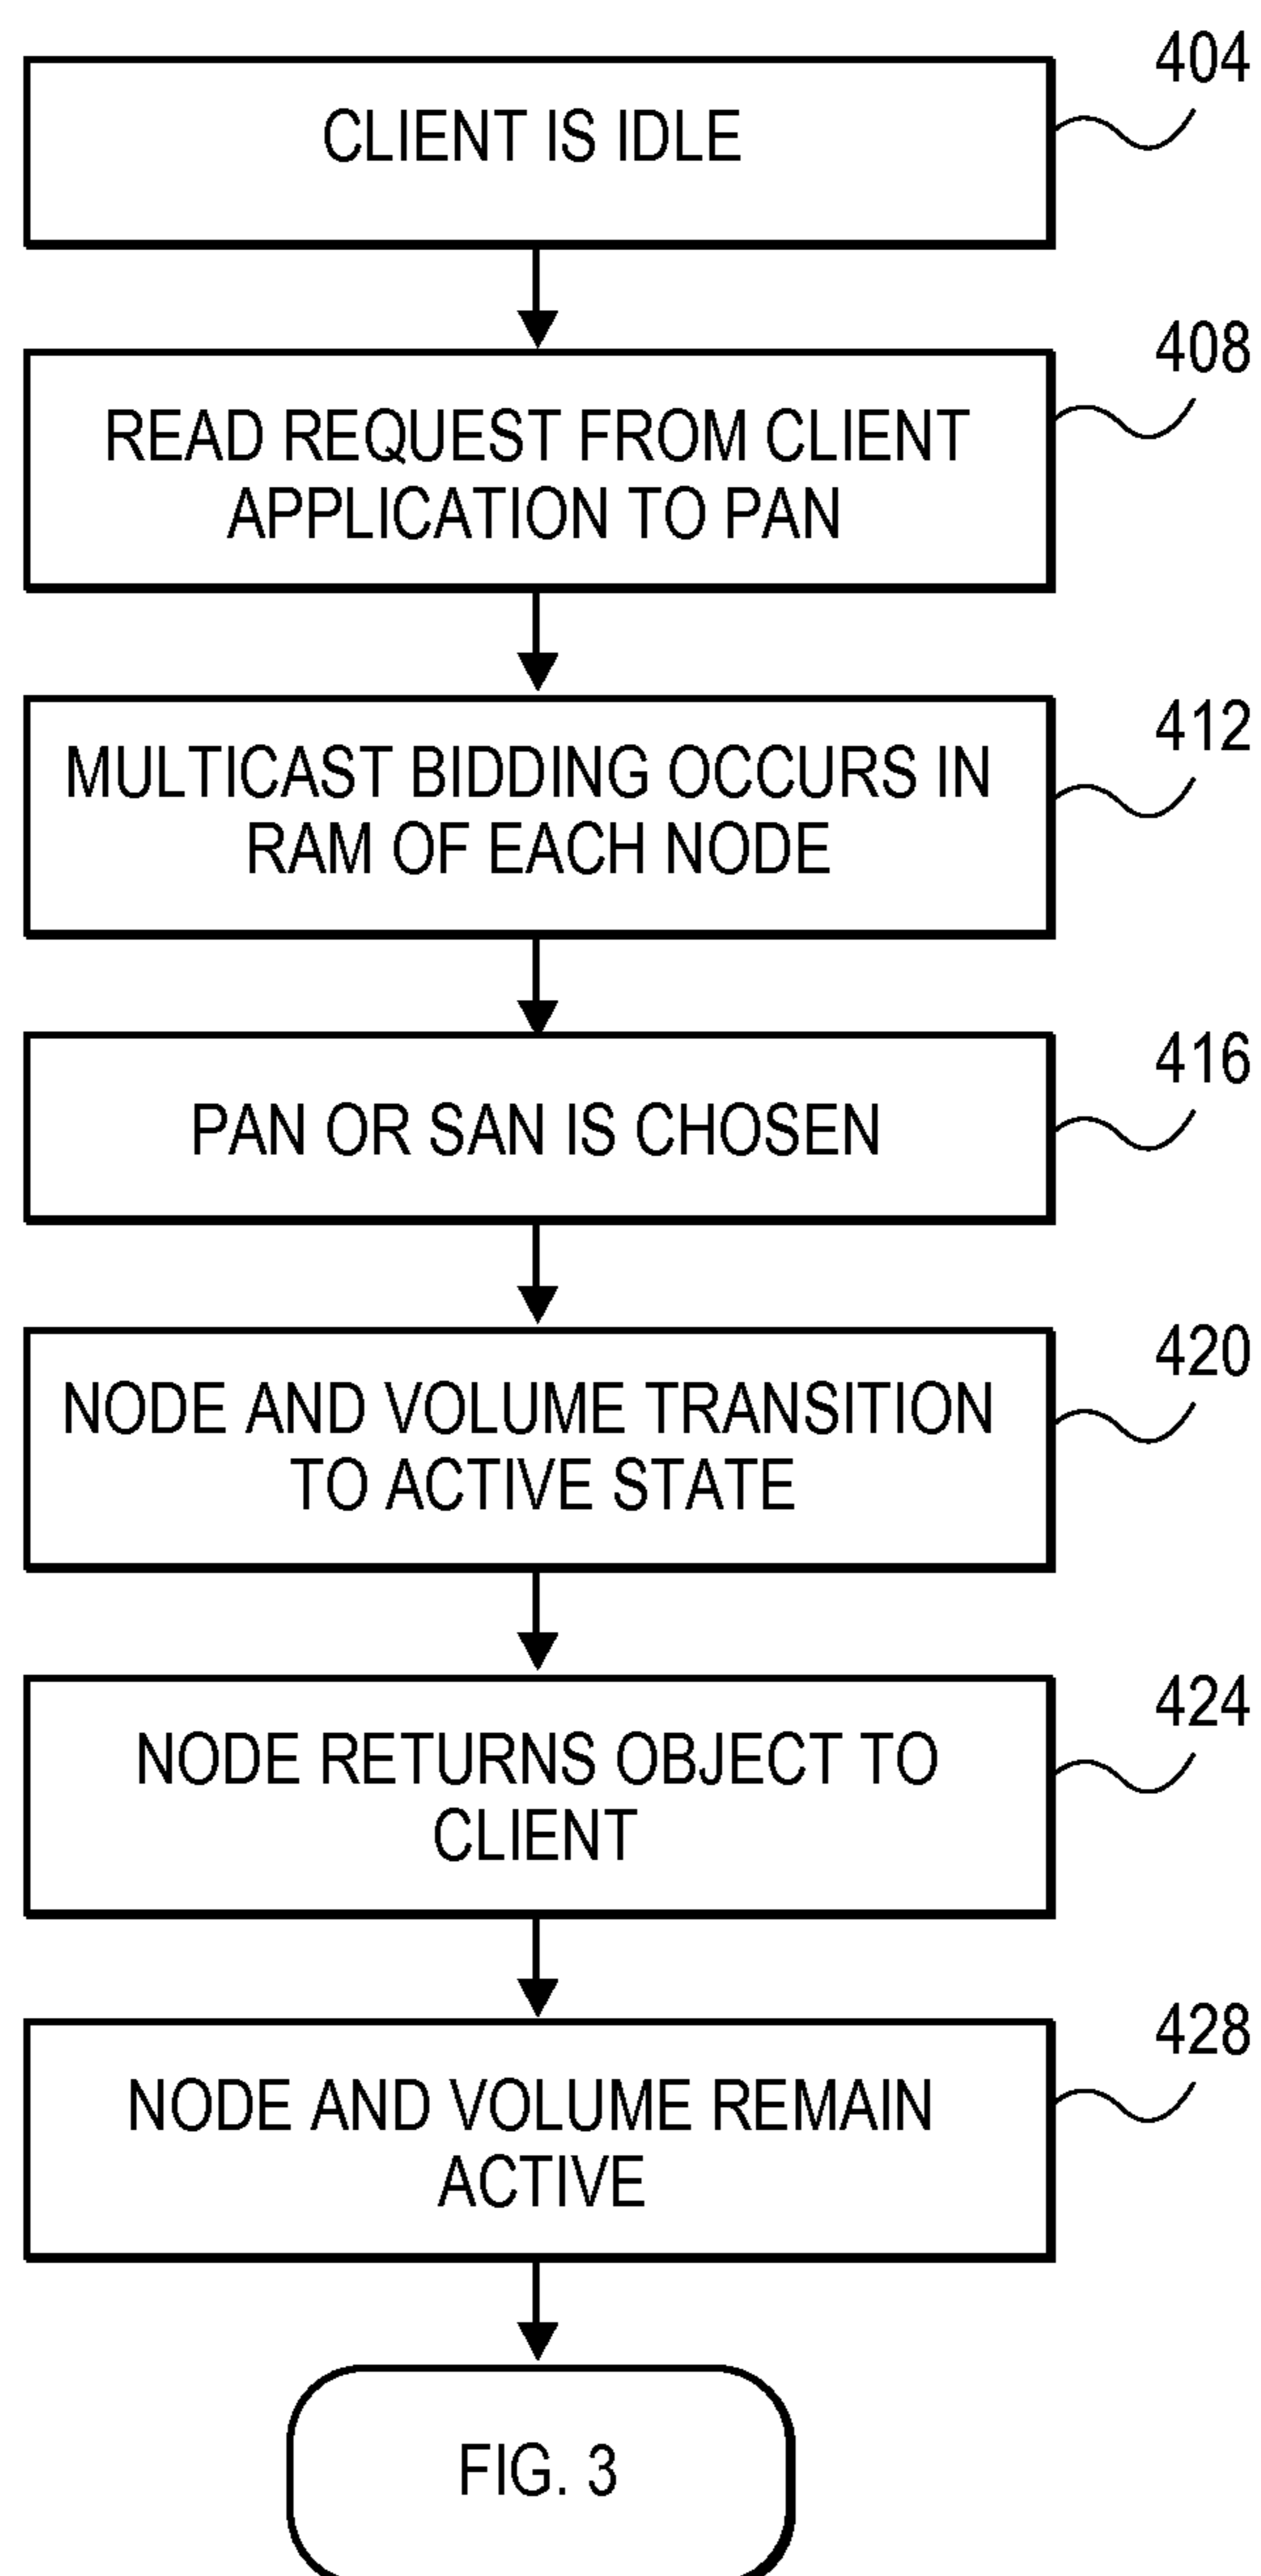 404
CLIENT IS IDLE
408
READ REQUEST FROM CLIENT
APPLICATION TO PAN
412
MULTICAST BIDDING OCCURS IN
RAM OF EACH NODE
416
PAN OR SAN IS CHOSEN
420
NODE AND VOLUME TRANSITION
TO ACTIVE STATE
424
NODE RETURNS OBJECT TO
CLIENT
428
NODE AND VOLUME REMAIN
ACTIVE
FIG. 3